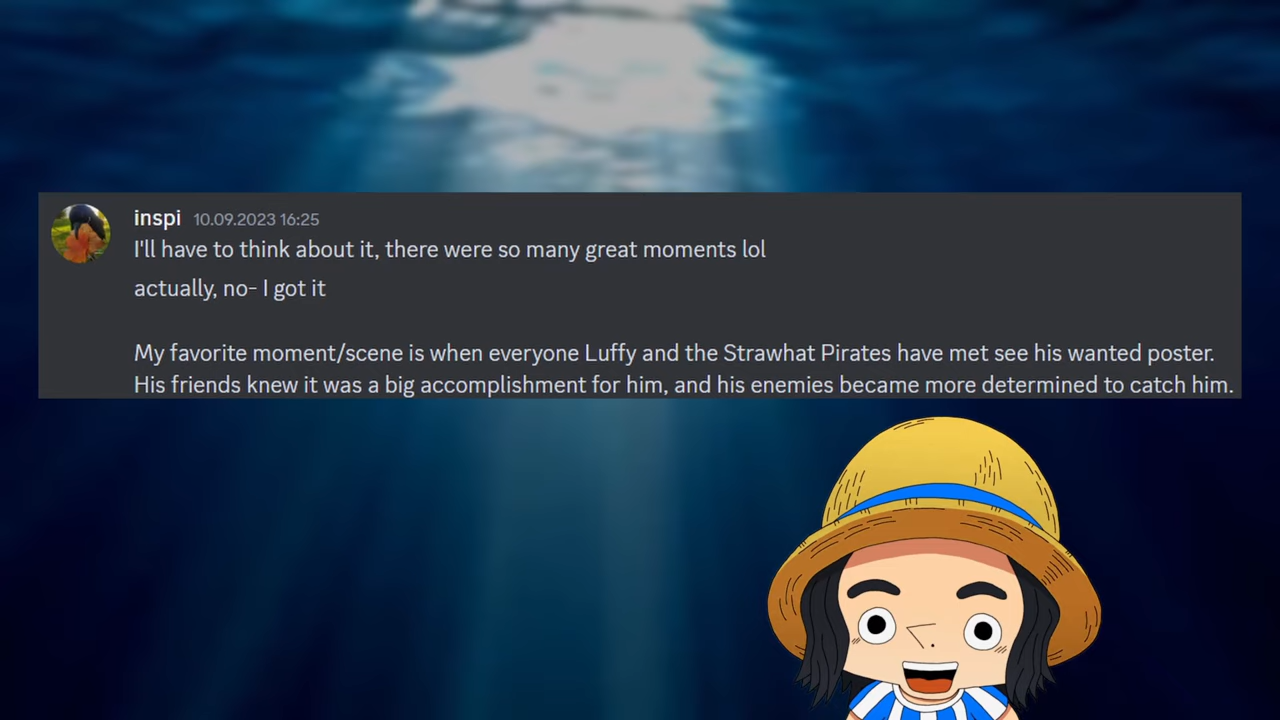 inspi 10.09.2023 16:25
I'll have to think about it, there were so many great moments lol
actually, no- I got it
My favorite moment/scene is when everyone Luffy and the Strawhat Pirates have met see his wanted poster.
His friends knew it was a big accomplishment for him, and his enemies became more determined to catch him.